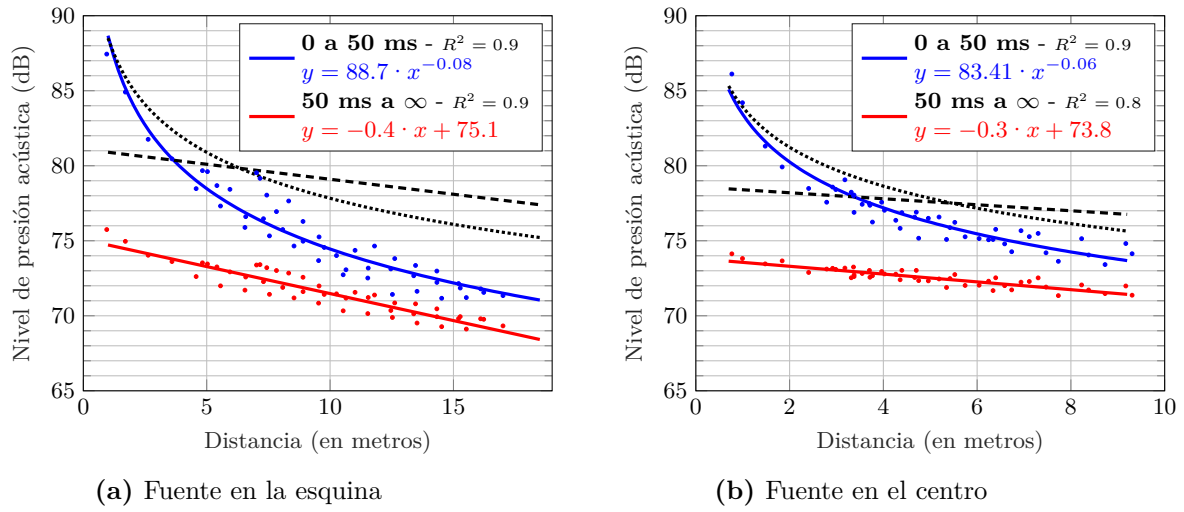 90
85
80
75
70
65
Nivel de presión acústica (dB)
0 a 50 ms - R² = 0.9
y = 88.7 · x^−0.08
50 ms a ∞ - R² = 0.9
y = −0.4 · x + 75.1
0
5
10
15
Distancia (en metros)
(a) Fuente en la esquina
90
85
80
75
70
65
Nivel de presión acústica (dB)
0 a 50 ms - R² = 0.9
y = 83.41 · x^−0.06
50 ms a ∞ - R² = 0.8
y = −0.3 · x + 73.8
0
2
4
6
8
10
Distancia (en metros)
(b) Fuente en el centro